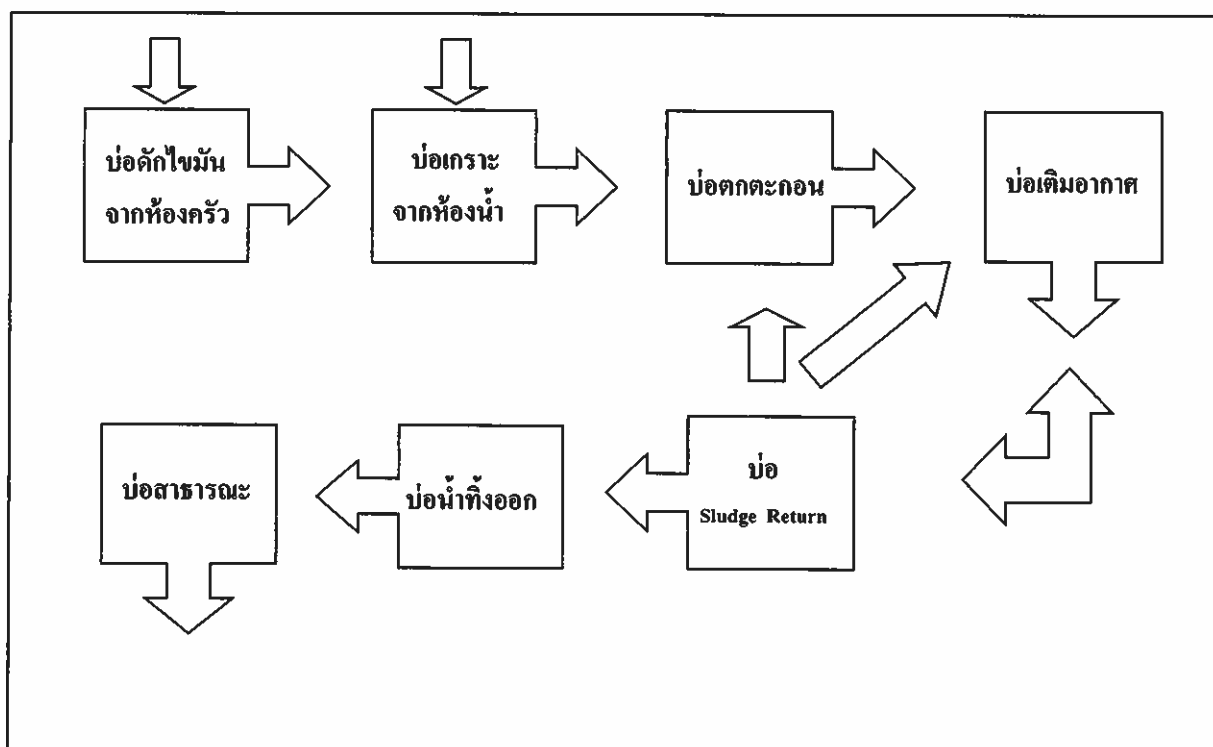 บ่อดักไขมัน
จากห้องครัว
บ่อเกราะ
จากห้องน้ำ
บ่อตกตะกอน
บ่อเติมอากาศ
บ่อสาธารณะ
บ่อน้ำทิ้งออก
บ่อ
Sludge Return